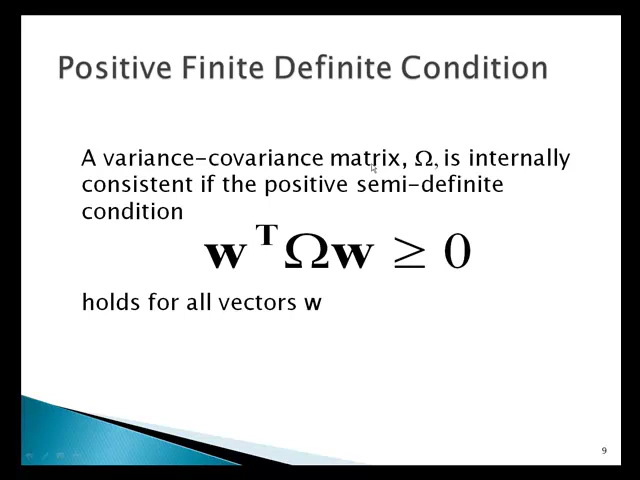 Positive Finite Definite Condition
A variance-covariance matrix, Ω, is internally
consistent if the positive semi-definite
condition
w^T Ωw ≥ 0
holds for all vectors w
9